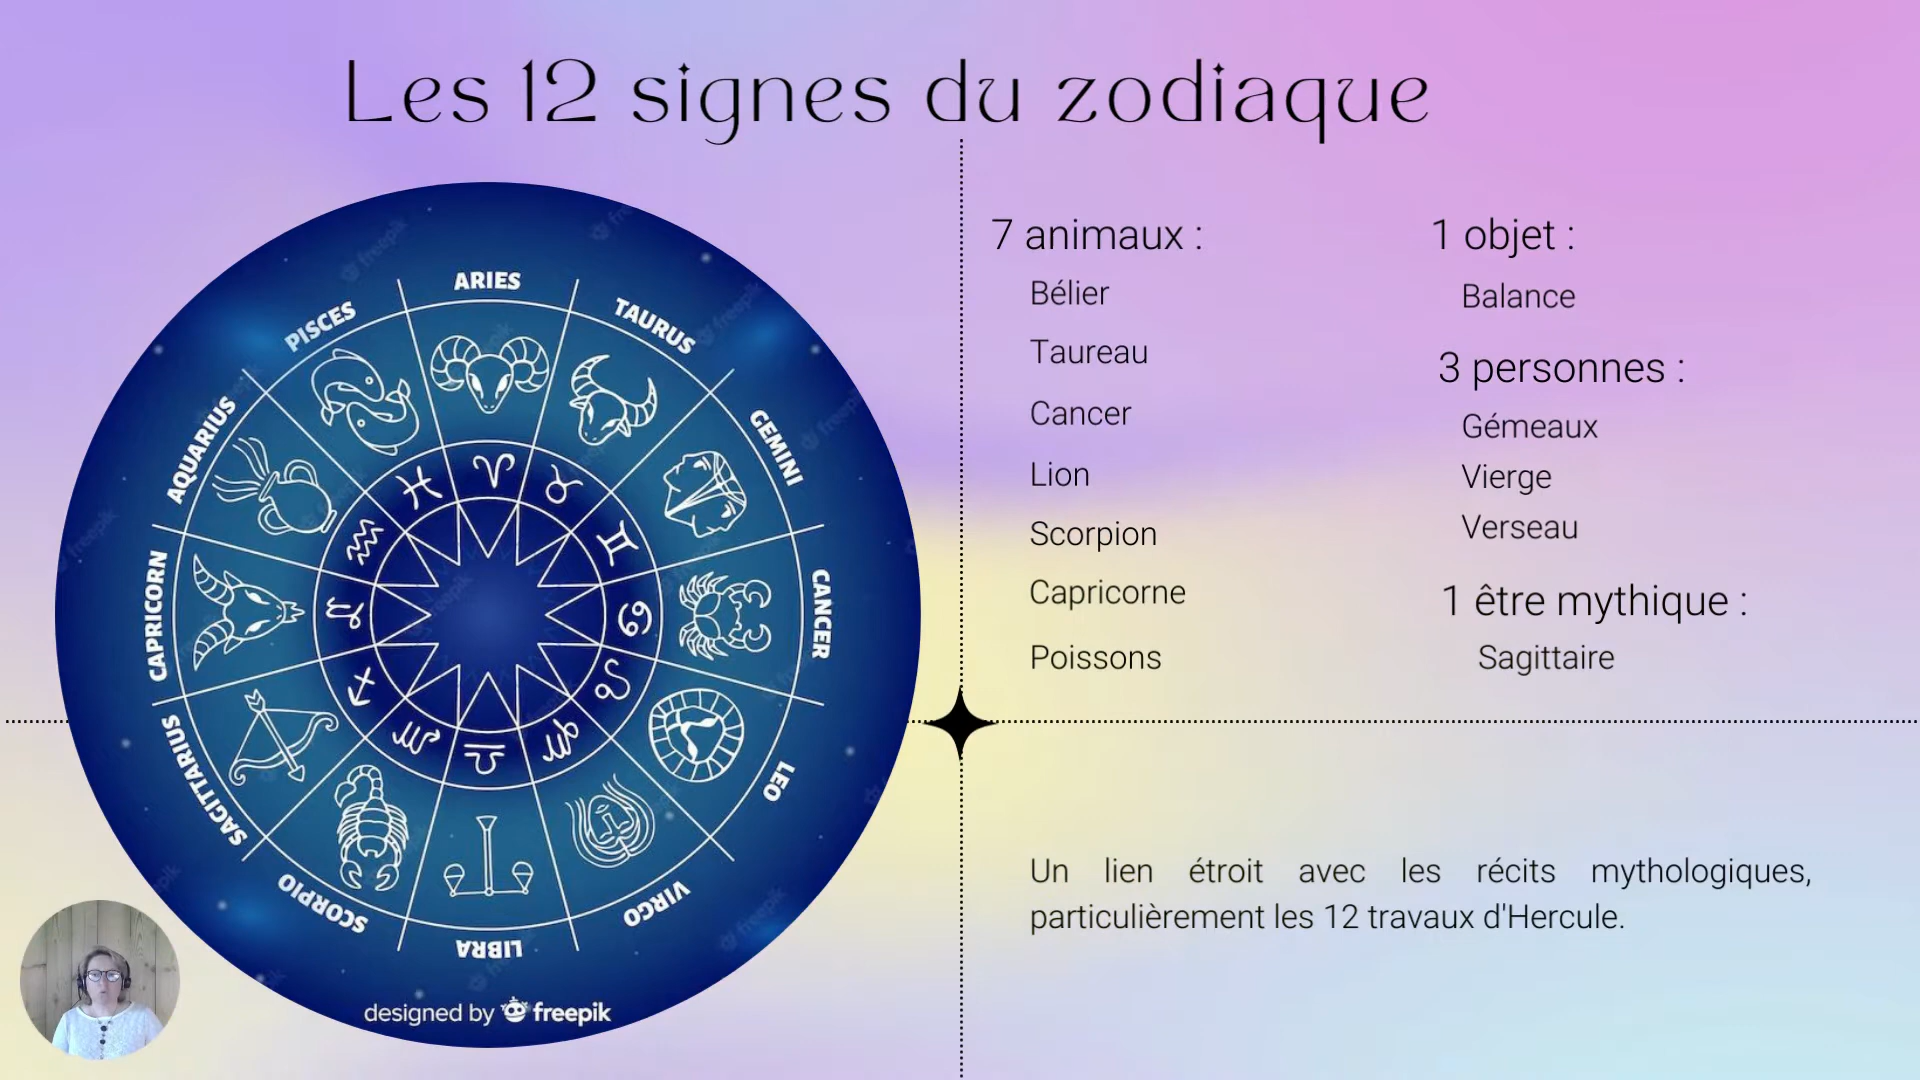 Les 12 signes du zodiaque
ARIES
TAURUS
GEMINI
CANCER
LEO
VIRGO
LIBRA
SCORPIO
SAGITTARIUS
CAPRICORN
AQUARIUS
PISCES
designed by freepik
7 animaux :
Bélier
Taureau
Cancer
Lion
Scorpion
Capricorne
Poissons
1 objet :
Balance
3 personnes :
Gémeaux
Vierge
Verseau
1 être mythique :
Sagittaire
Un lien étroit avec les récits mythologiques,
particulièrement les 12 travaux d'Hercule.